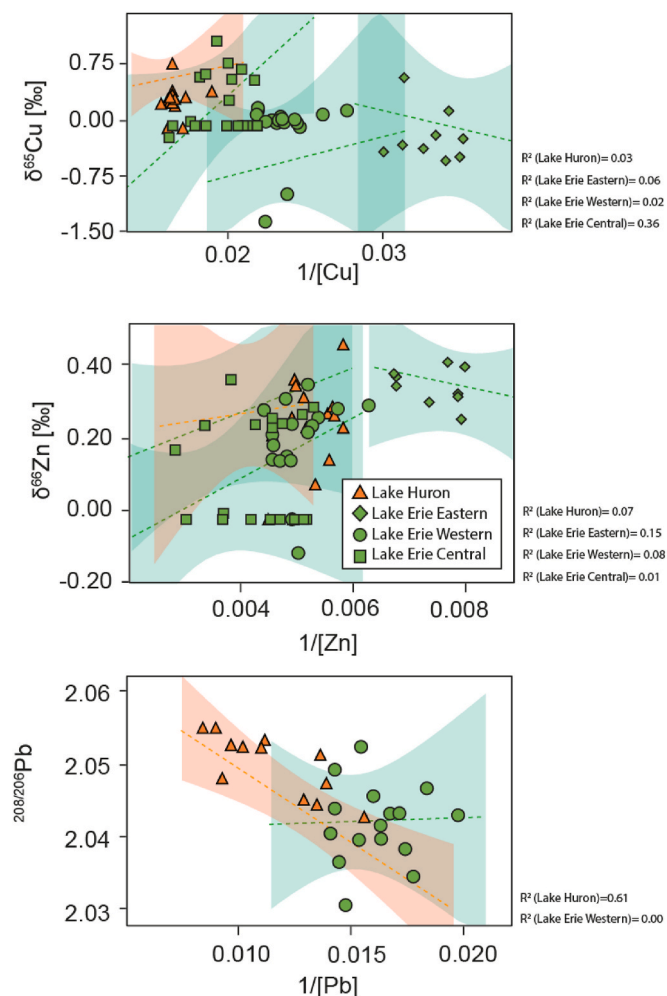 0.75
0.00
-0.75
-1.50
δ⁶⁵Cu [‰]
0.02
0.03
1/[Cu]
R² (Lake Huron)= 0.03
R² (Lake Erie Eastern)= 0.06
R² (Lake Erie Western)= 0.02
R² (Lake Erie Central)= 0.36
0.40
0.20
0.00
-0.20
δ⁶⁶Zn [‰]
Lake Huron
Lake Erie Eastern
Lake Erie Western
Lake Erie Central
0.004
0.006
0.008
1/[Zn]
R² (Lake Huron)= 0.07
R² (Lake Erie Eastern)= 0.15
R² (Lake Erie Western)= 0.08
R² (Lake Erie Central)= 0.01
2.06
2.05
2.04
2.03
²⁰⁸/²⁰⁶Pb
0.010
0.015
0.020
1/[Pb]
R² (Lake Huron)=0.61
R² (Lake Erie Western)= 0.00